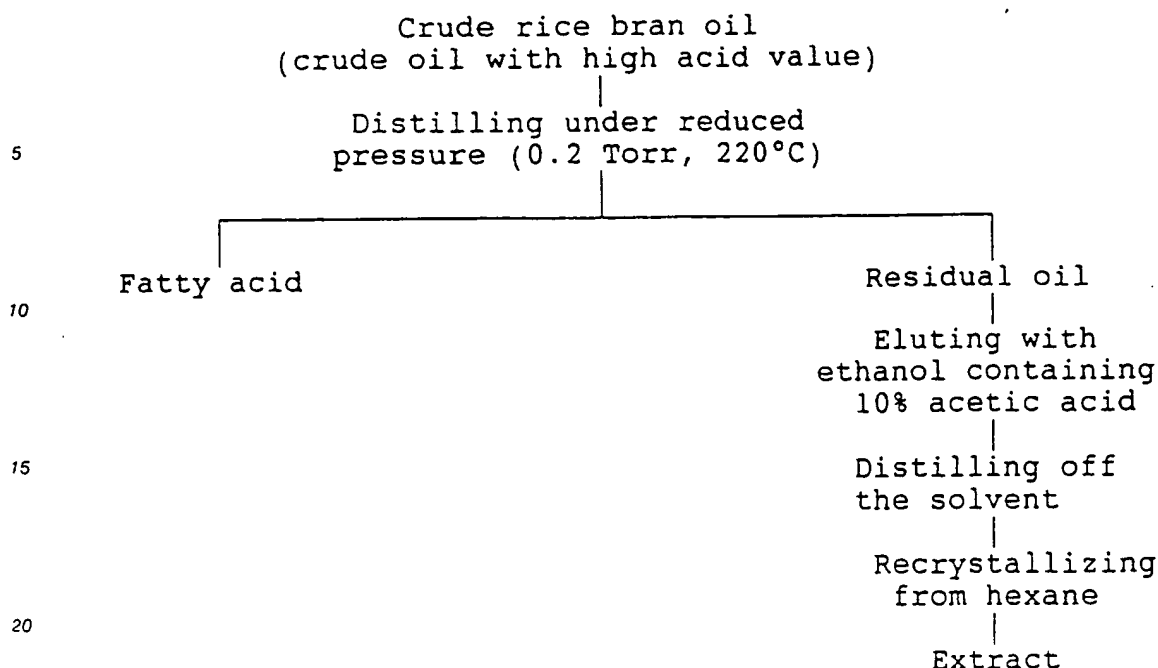 Crude rice bran oil
(crude oil with high acid value)
Distilling under reduced
5
pressure (0.2 Torr, 220°C)
Fatty acid
Residual oil
10
Eluting with
ethanol containing
10% acetic acid
15
Distilling off
the solvent
Recrystallizing
from hexane
20
Extract